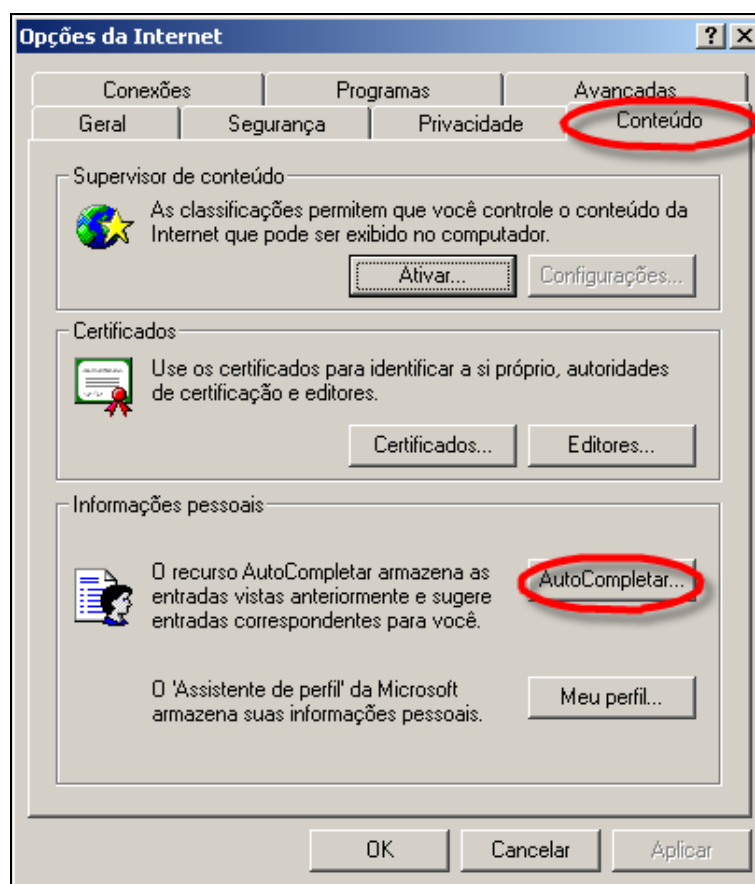 Opções da Internet
Conexões Programas Avançadas
Geral Segurança Privacidade Conteúdo
Supervisor de conteúdo
As classificações permitem que você controle o conteúdo da
Internet que pode ser exibido no computador.
Ativar... Configurações...
Certificados
Use os certificados para identificar a si próprio, autoridades
de certificação e editores.
Certificados... Editores...
Informações pessoais
O recurso AutoCompletar armazena as
entradas vistas anteriormente e sugere
entradas correspondentes para você.
AutoCompletar...
O 'Assistente de perfil' da Microsoft
armazena suas informações pessoais.
Meu perfil...
OK Cancelar Aplicar